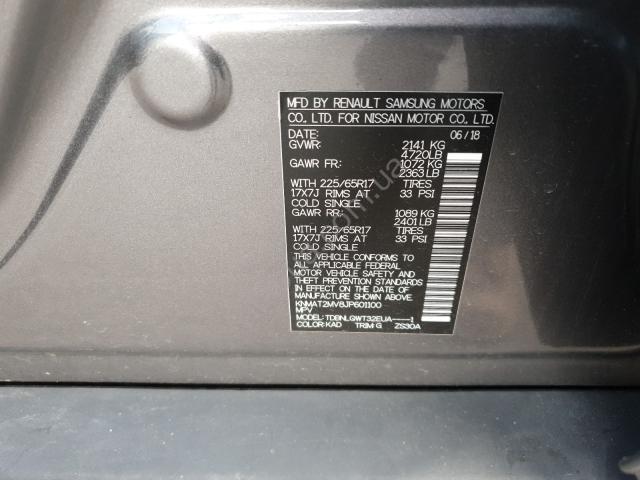 MFD BY RENAULT SAMSUNG MOTORS
CO., LTD. FOR NISSAN MOTOR CO., LTD.
DATE: 06/18
GVWR: 2141 KG
4720LB
GAWR FR: 1072 KG
2363 LB
WITH 225/65R17 TIRES
17X7J RIMS AT 33 PSI
COLD SINGLE
GAWR RR: 1089 KG
2401 LB
WITH 225/65R17 TIRES
17X7J RIMS AT 33 PSI
COLD SINGLE
THIS VEHICLE CONFORMS TO
ALL APPLICABLE FEDERAL
MOTOR VEHICLE SAFETY AND
THEFT PREVENTION STANDARDS
IN EFFECT ON THE DATE OF
MANUFACTURE SHOWN ABOVE.
KNMAT2MV8JP601100
MPV
MODEL: TDBNLQWT32EUA----1
COLOR:KAD TRIM:G ZS30A